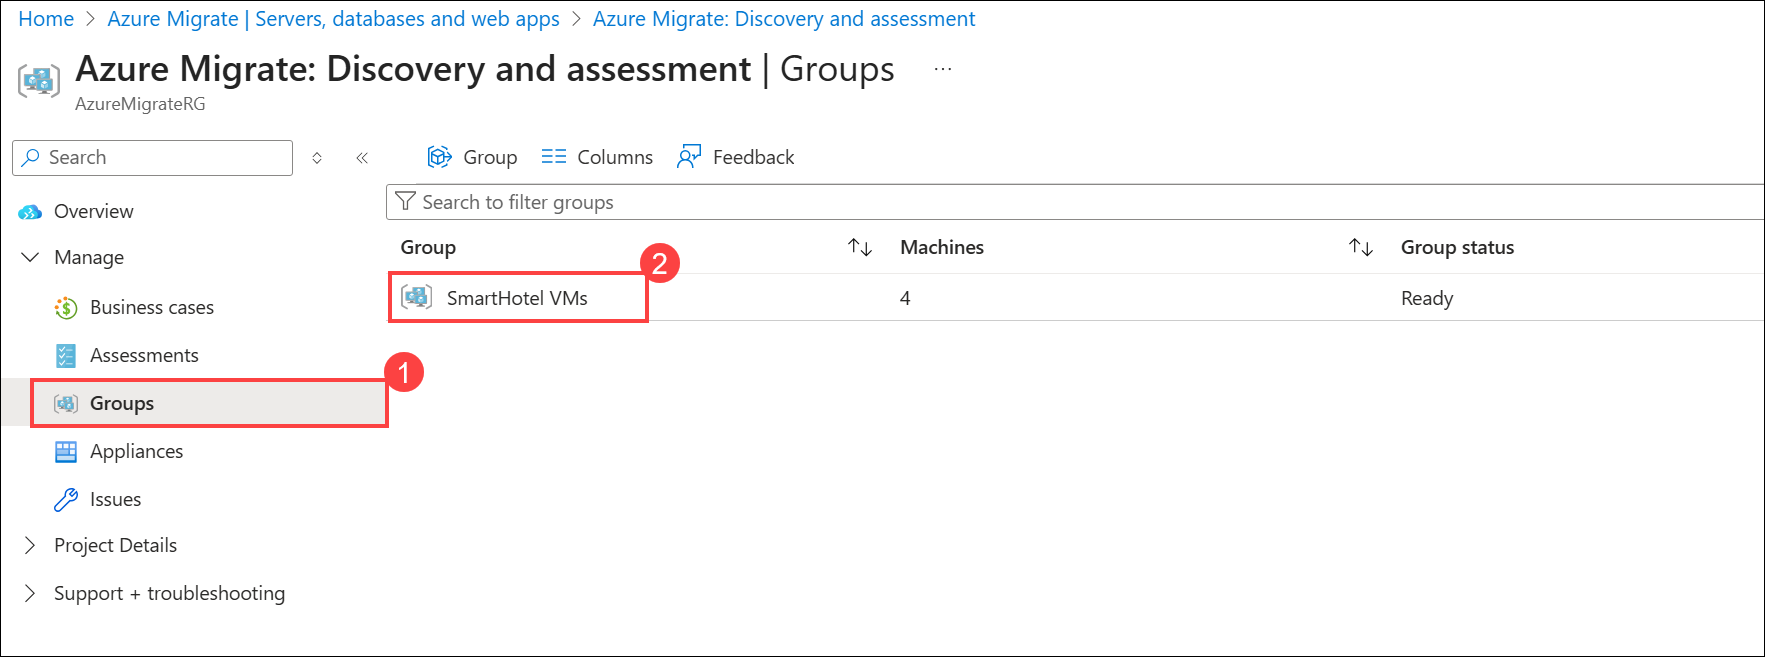 Home > Azure Migrate | Servers, databases and web apps > Azure Migrate: Discovery and assessment
Azure Migrate: Discovery and assessment | Groups ...
AzureMigrateRG
Search
Group Columns Feedback
Overview
Manage
Business cases
Assessments
1
Groups
Appliances
Issues
Project Details
Support + troubleshooting
Search to filter groups
Group Machines Group status
2
SmartHotel VMs 4 Ready